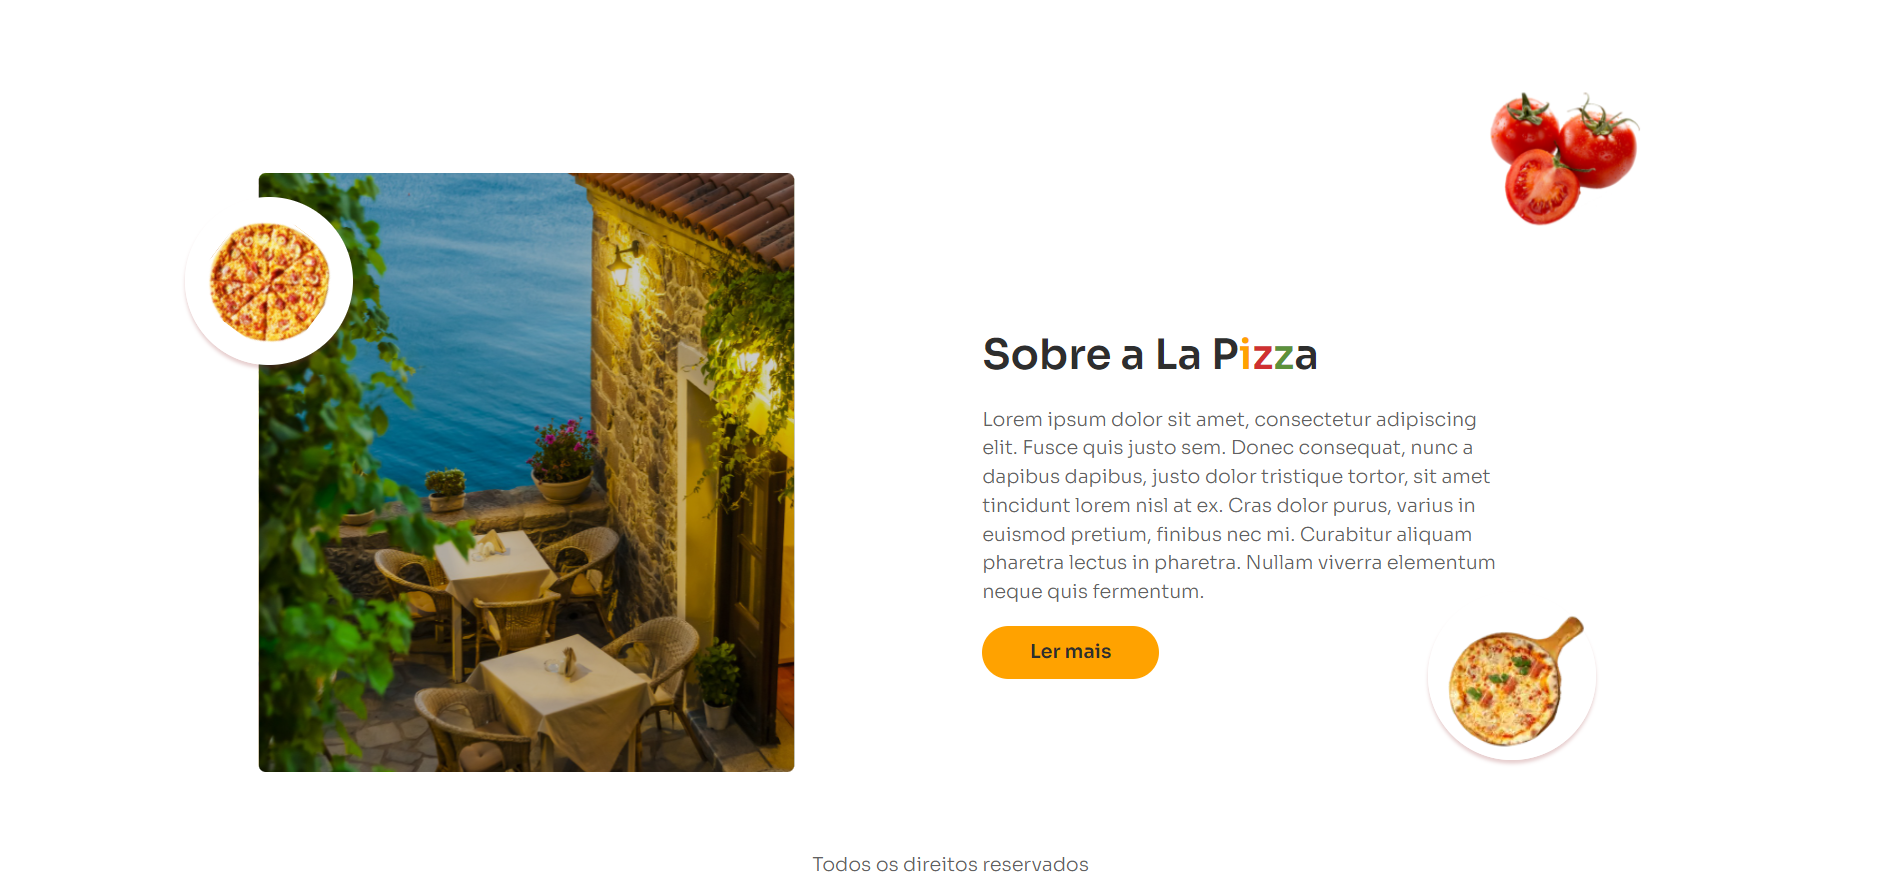 Sobre a La Pizza
Lorem ipsum dolor sit amet, consectetur adipiscing
elit. Fusce quis justo sem. Donec consequat, nunc a
dapibus dapibus, justo dolor tristique tortor, sit amet
tincidunt lorem nisl at ex. Cras dolor purus, varius in
euismod pretium, finibus nec mi. Curabitur aliquam
pharetra lectus in pharetra. Nullam viverra elementum
neque quis fermentum.
Ler mais
Todos os direitos reservados